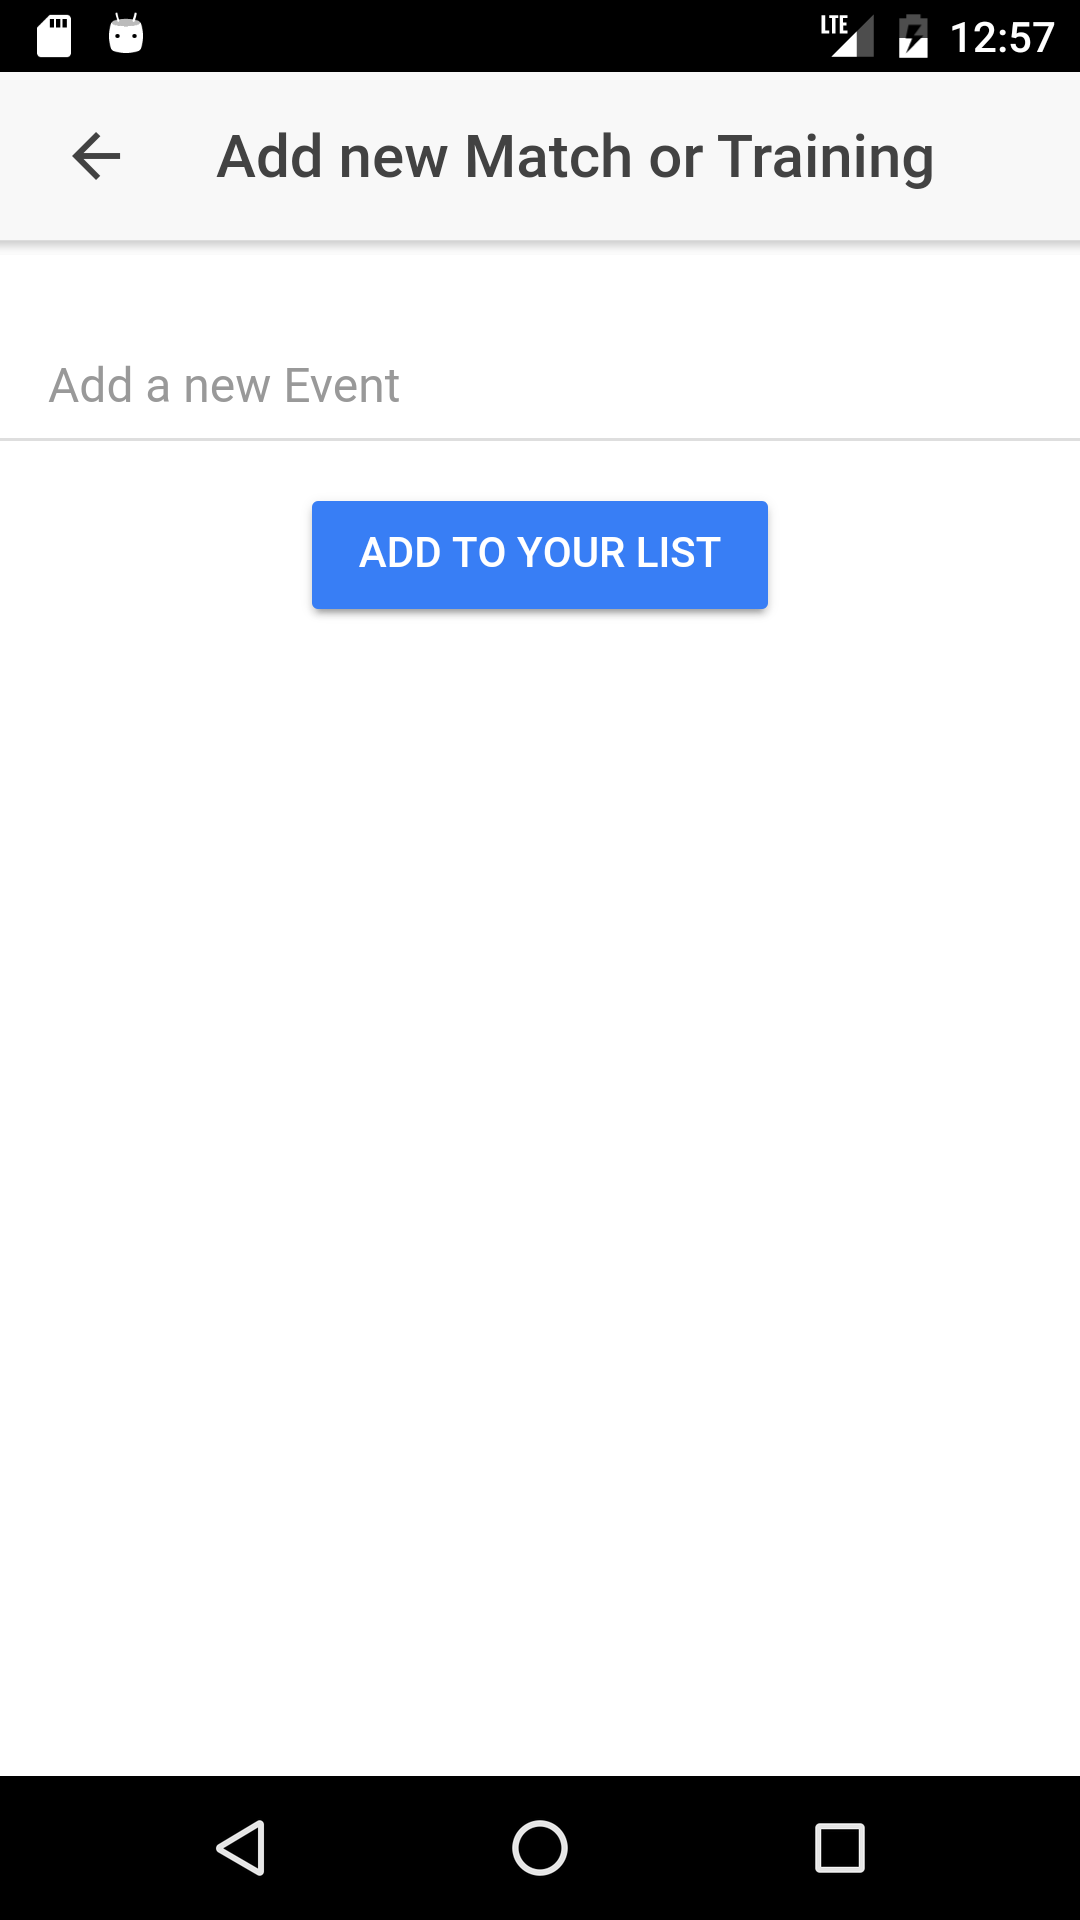 LTE 12:57
Add new Match or Training
Add a new Event
ADD TO YOUR LIST